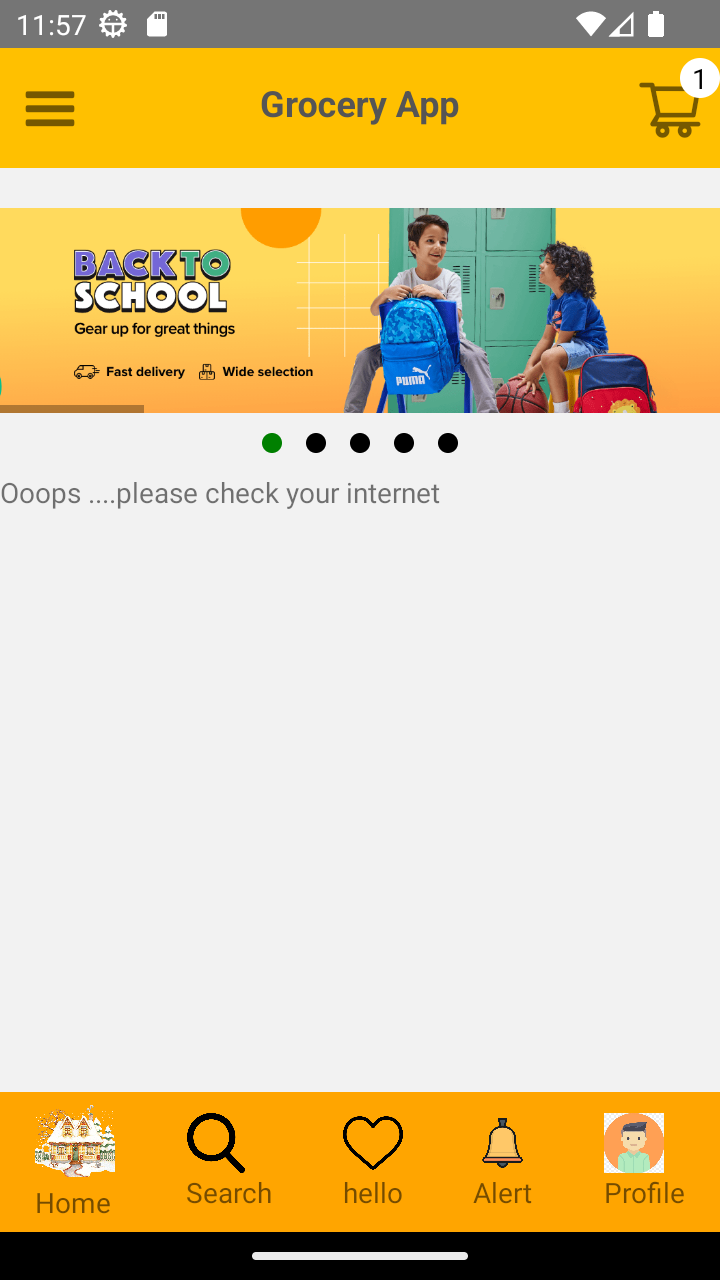 11:57
Grocery App
1
BACK TO
SCHOOL
Gear up for great things
Fast delivery Wide selection
PUMA
Ooops ....please check your internet
Home Search hello Alert Profile